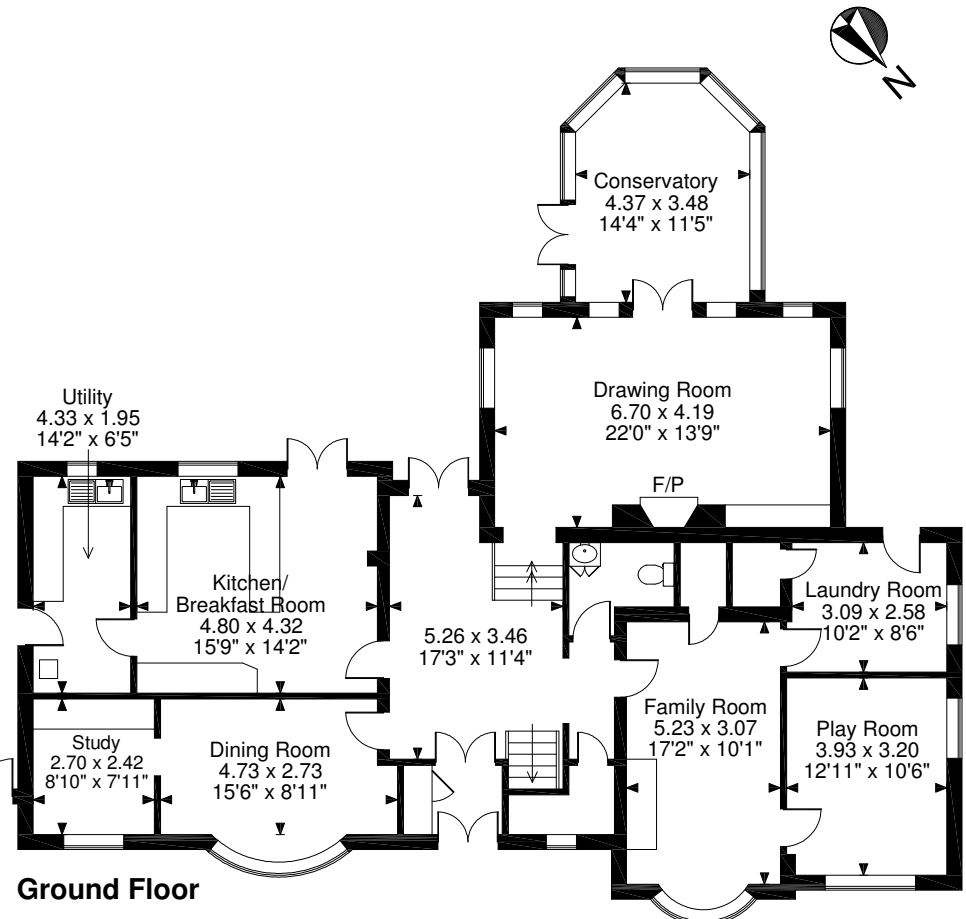 N
Conservatory
4.37 x 3.48
14'4" x 11'5"
Drawing Room
6.70 x 4.19
22'0" x 13'9"
F/P
Utility
4.33 x 1.95
14'2" x 6'5"
Kitchen/
Breakfast Room
4.80 x 4.32
15'9" x 14'2"
5.26 x 3.46
17'3" x 11'4"
Laundry Room
3.09 x 2.58
10'2" x 8'6"
Study
2.70 x 2.42
8'10" x 7'11"
Dining Room
4.73 x 2.73
15'6" x 8'11"
Family Room
5.23 x 3.07
17'2" x 10'1"
Play Room
3.93 x 3.20
12'11" x 10'6"
Ground Floor